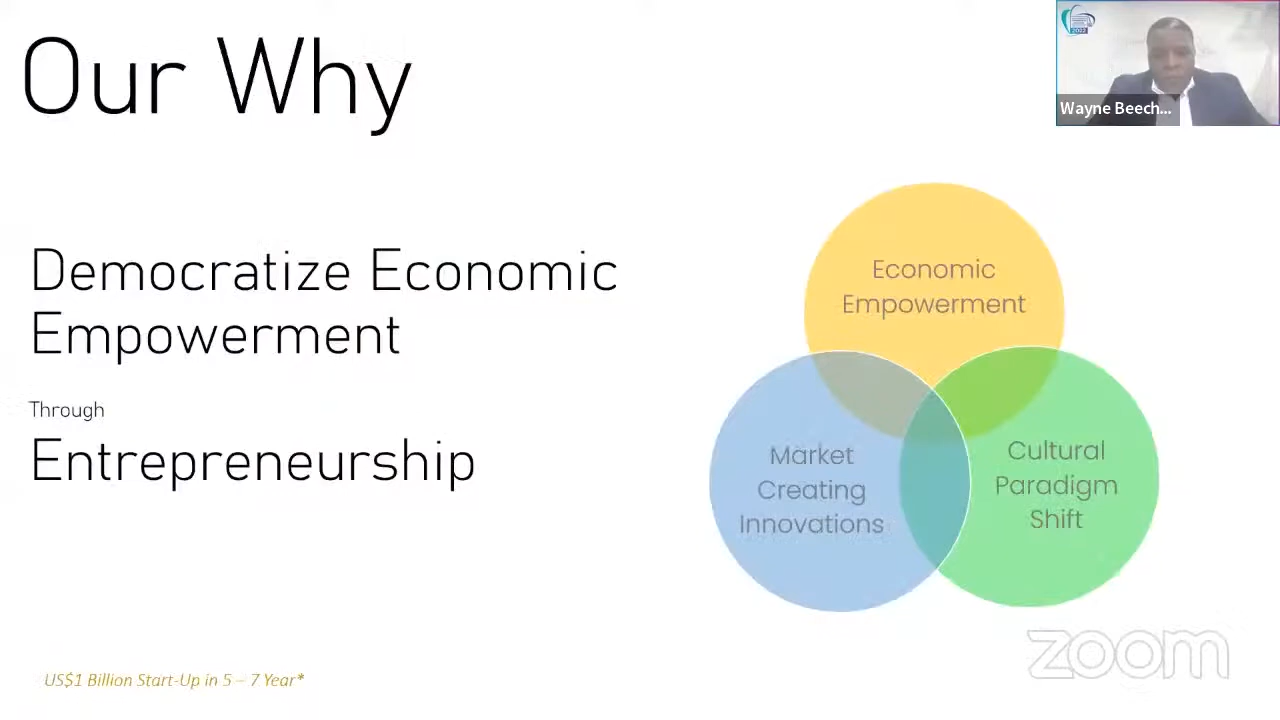 Our Why
2022
Wayne Beech...
Democratize Economic
Empowerment
Through
Entrepreneurship
Economic
Empowerment
Market
Creating
Innovations
Cultural
Paradigm
Shift
US$1 Billion Start-Up in 5 – 7 Year*
zoom